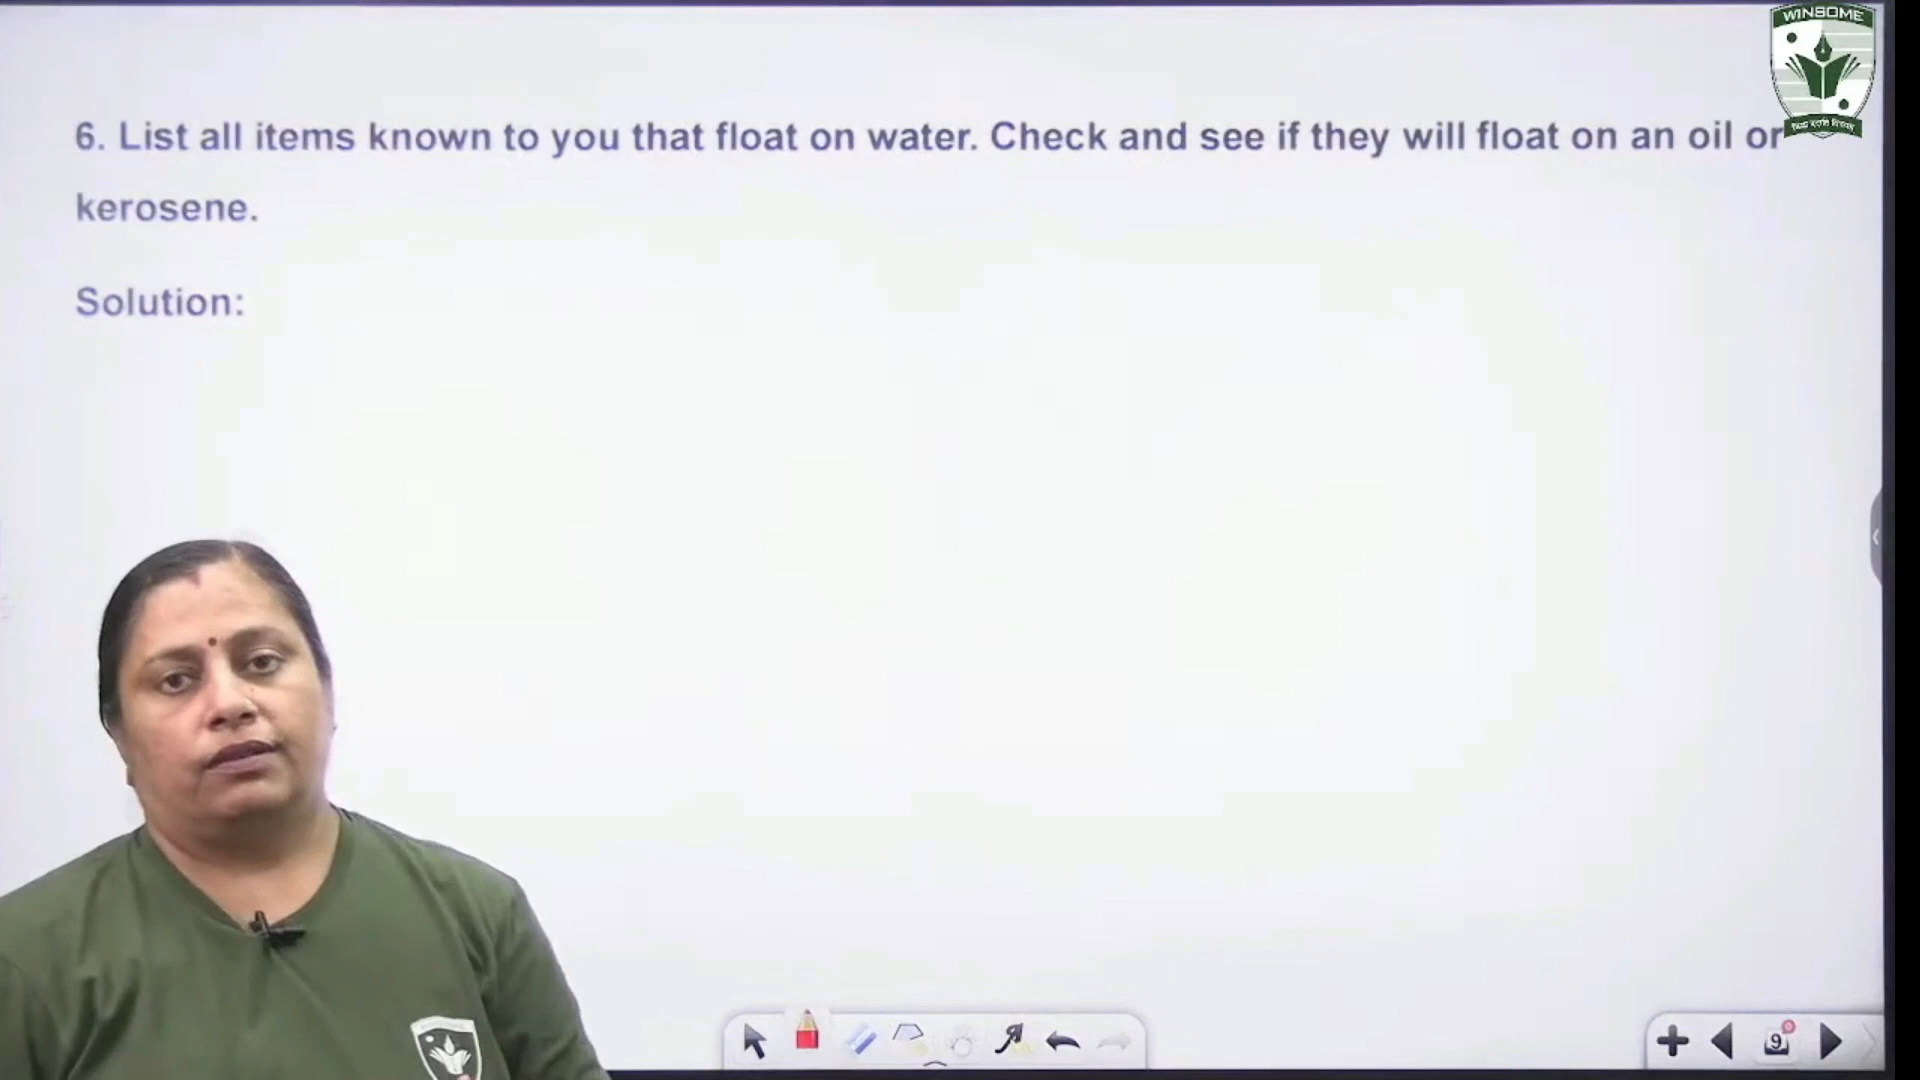 WINSOME
6. List all items known to you that float on water. Check and see if they will float on an oil or
kerosene.
Solution:
9